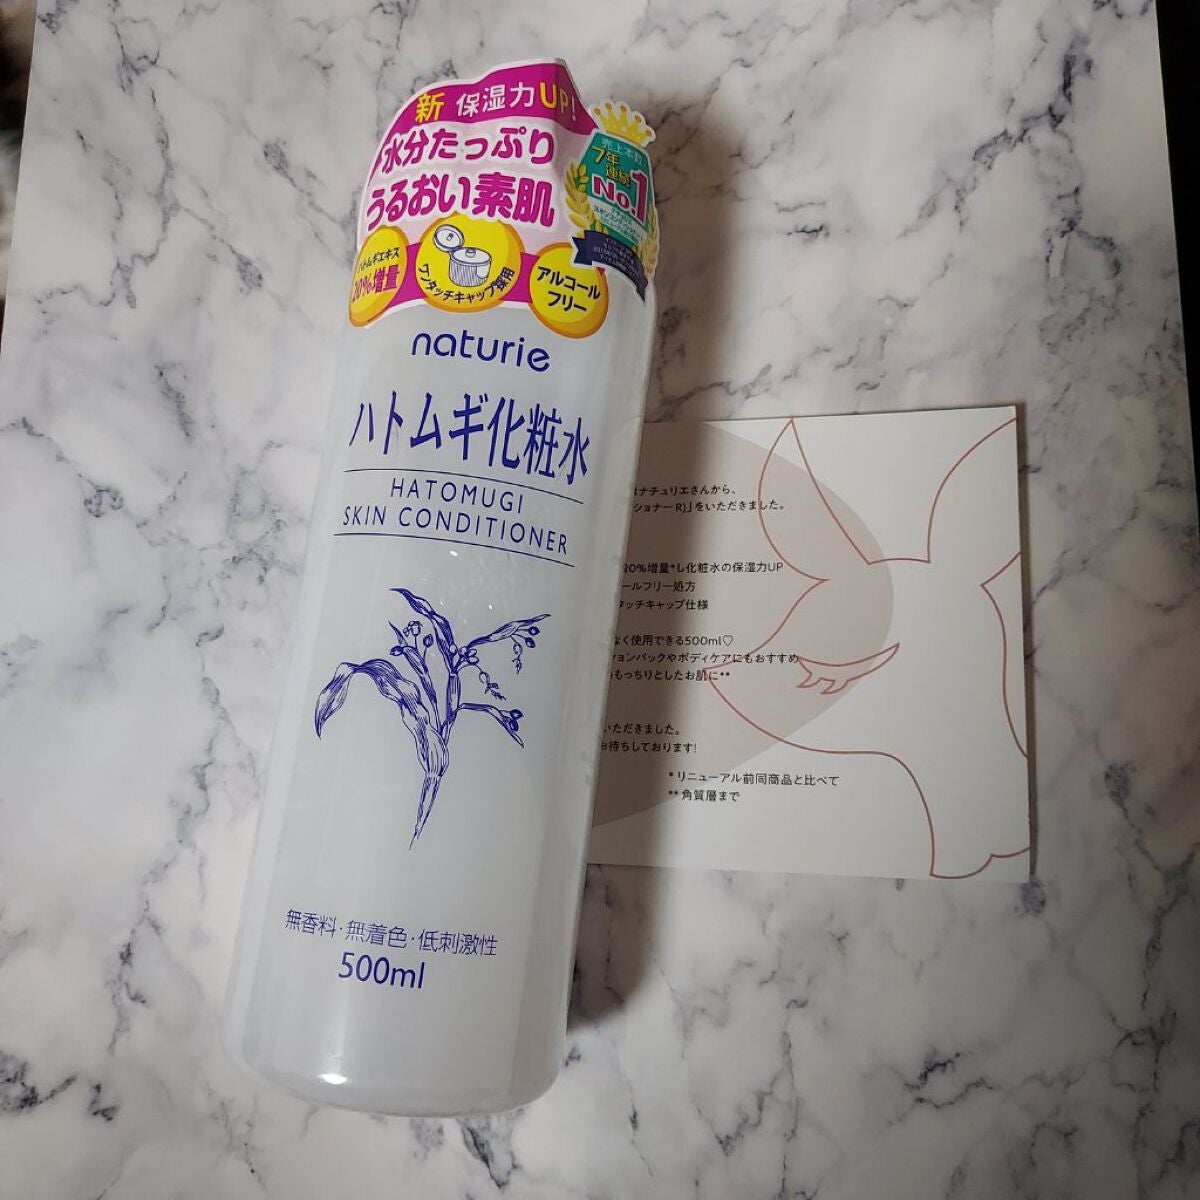 新 保湿力UP!
水分たっぷり
うるおい素肌
売上本数
7年
連続
No.1
ハトムギエキス
20%増量
ワンタッチキャップ採用
アルコール
フリー
naturie
ハトムギ化粧水
HATOMUGI
SKIN CONDITIONER
無香料・無着色・低刺激性
500ml
ナチュリエさんから、
ショナーR)」をいただきました。
20%増量*し化粧水の保湿力UP
ールフリー処方
タッチキャップ仕様
なく使用できる500ml♡
ションパックやボディケアにもおすすめ
もっちりとしたお肌に**
いただきました。
お待ちしております!
*リニューアル前同商品と比べて
**角質層まで